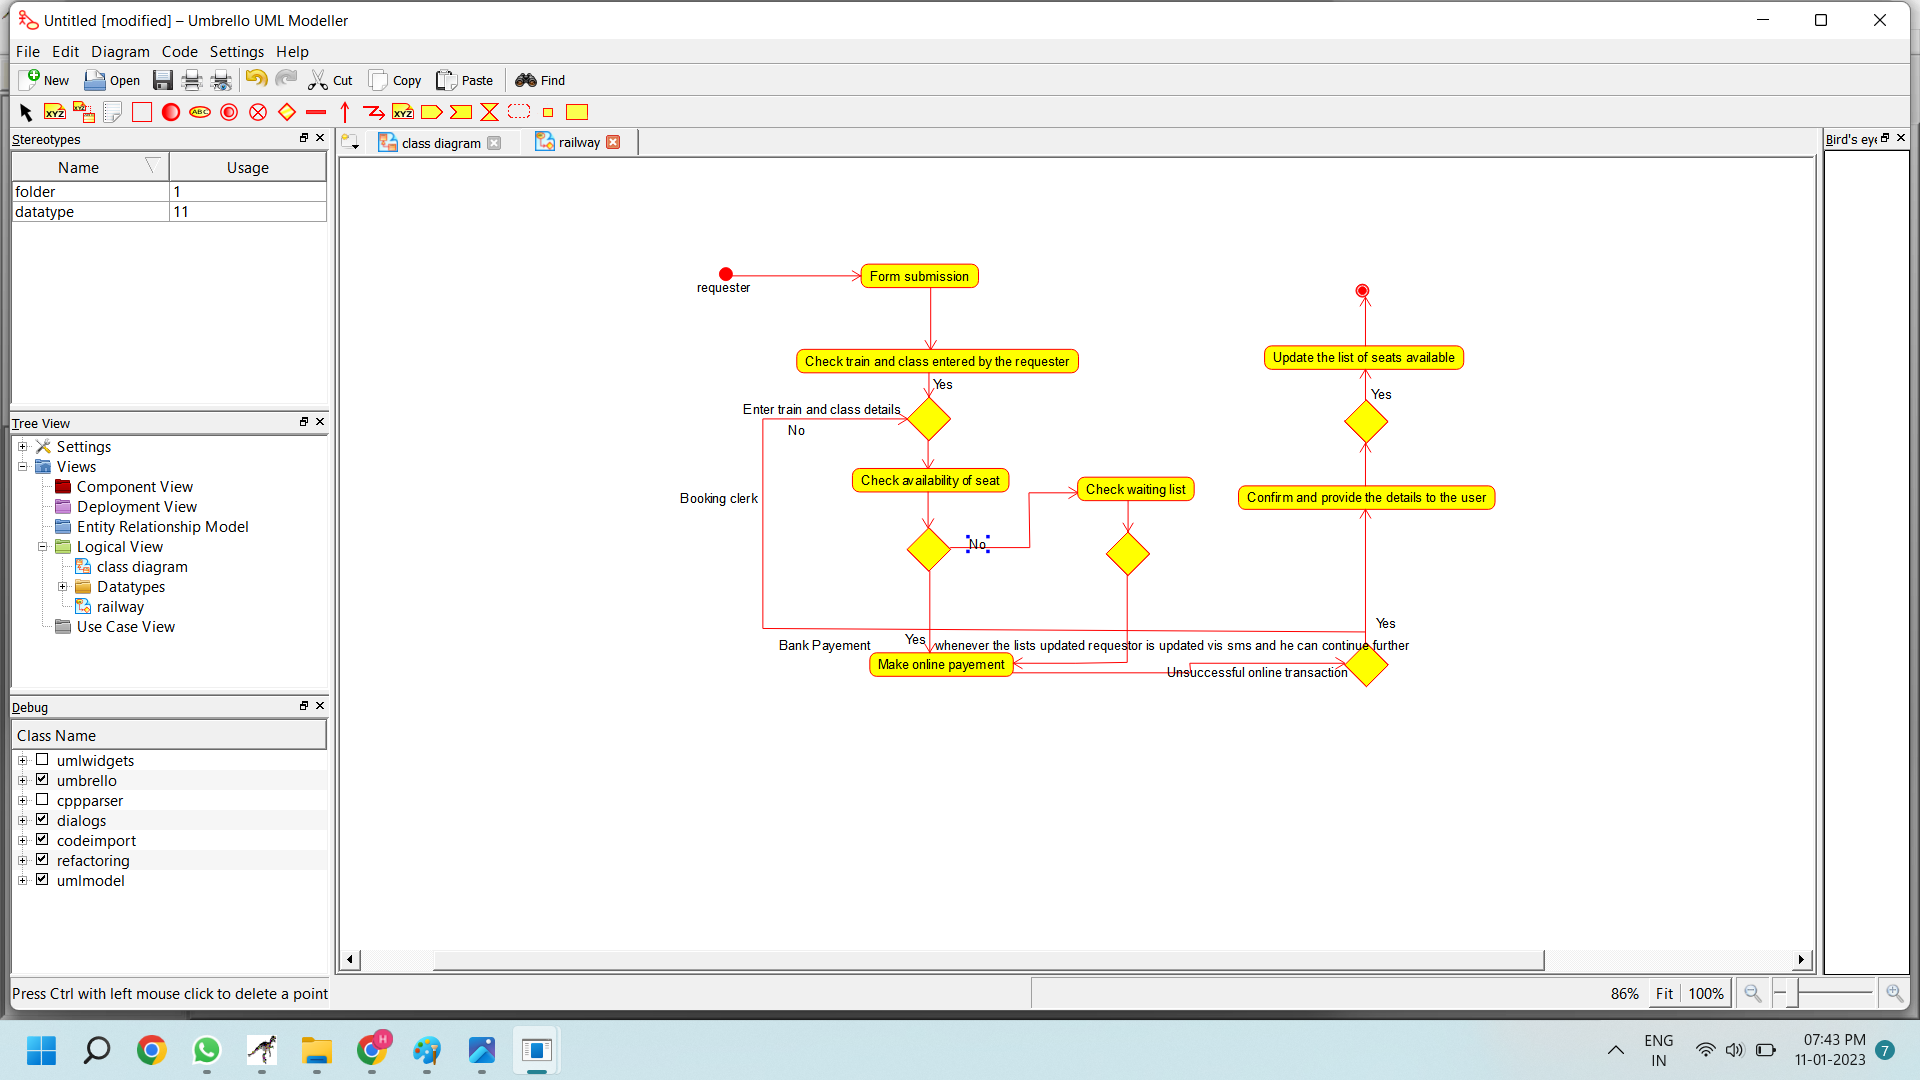 Untitled [modified] – Umbrello UML Modeller
File Edit Diagram Code Settings Help
New Open Cut Copy Paste Find
ABC
XYZ
Stereotypes
class diagram
railway
Bird's eye
Name Usage
folder 1
datatype 11
Tree View
Settings
Views
Component View
Deployment View
Entity Relationship Model
Logical View
class diagram
Datatypes
railway
Use Case View
Debug
Class Name
umlwidgets
umbrello
cppparser
dialogs
codeimport
refactoring
umlmodel
requester
Form submission
Check train and class entered by the requester
Yes
Enter train and class details
No
Check availability of seat
Booking clerk
No
Check waiting list
Yes
Bank Payement
whenever the lists updated requestor is updated vis sms and he can continue further
Make online payement
Unsuccessful online transaction
Yes
Confirm and provide the details to the user
Yes
Update the list of seats available
Press Ctrl with left mouse click to delete a point
86% Fit 100%
H
ENG
IN
07:43 PM
11-01-2023
7